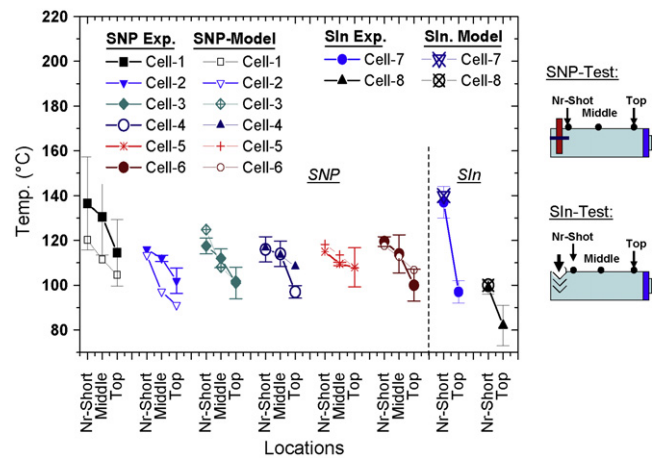 SNP Exp. SNP-Model SIn Exp. SIn. Model
Cell-1 Cell-1 Cell-7 Cell-7
Cell-2 Cell-2 Cell-8 Cell-8
Cell-3 Cell-3
Cell-4 Cell-4
Cell-5 Cell-5
Cell-6 Cell-6
220
200
180
160
140
120
100
80
Temp. (°C)
SNP SIn
Nr-Short Middle Top
Nr-Short Middle Top
Nr-Short Middle Top
Nr-Short Middle Top
Nr-Short Middle Top
Nr-Short Middle Top
Nr-Short Top
Nr-Short Top
Locations
SNP-Test:
Nr-Shot Top
Middle
SIn-Test:
Nr-Shot
Middle Top